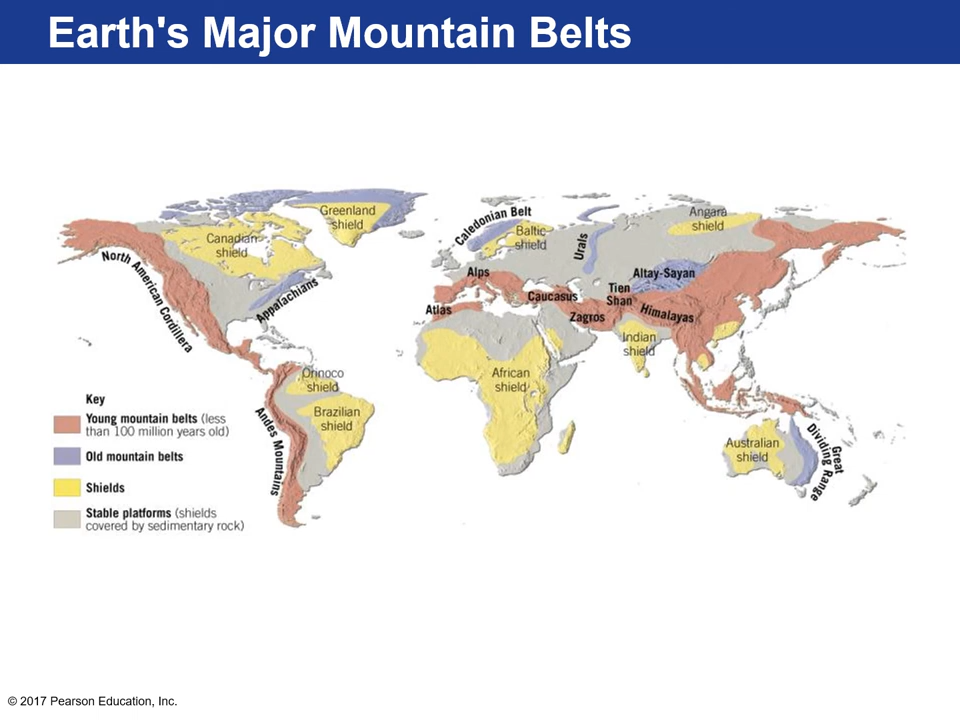 Earth's Major Mountain Belts
Greenland
shield
Canadian
shield
North American Cordillera
Appalachians
Caledonian Belt
Baltic
shield
Urals
Angara
shield
Altay-Sayan
Alps
Caucasus
Tien
Shan
Atlas
Zagros
Himalayas
Indian
shield
Orinoco
shield
African
shield
Brazilian
shield
Andes Mountains
Australian
shield
Great
Dividing Range
Key
Young mountain belts (less
than 100 million years old)
Old mountain belts
Shields
Stable platforms (shields
covered by sedimentary rock)
© 2017 Pearson Education, Inc.